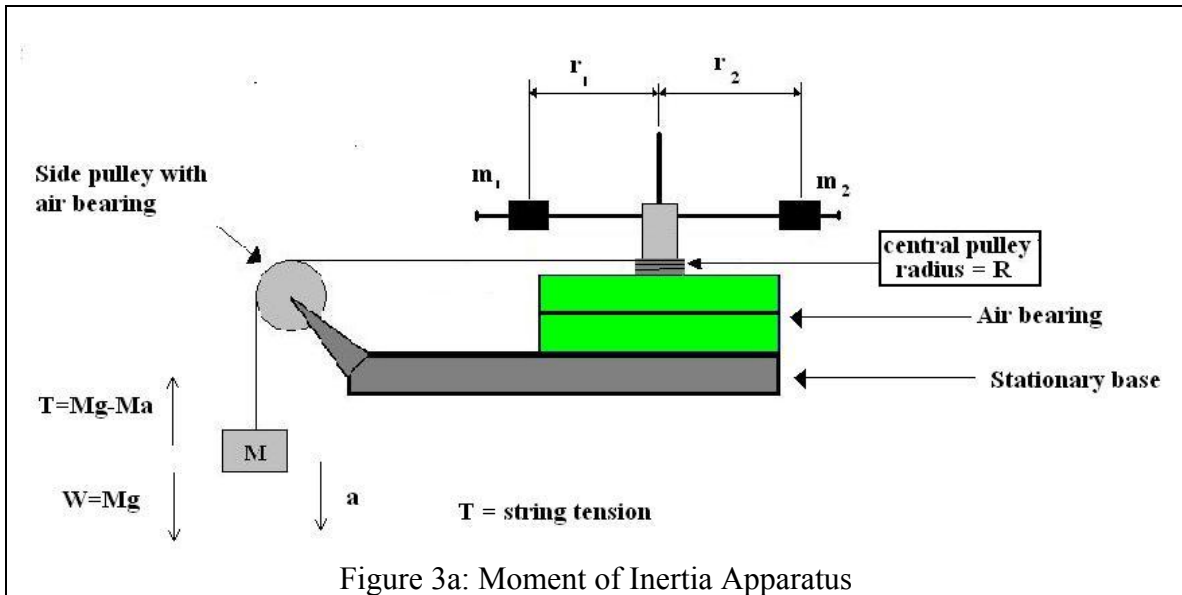 r₁
r₂
Side pulley with
air bearing
m₁
m₂
central pulley
radius = R
Air bearing
Stationary base
T=Mg-Ma
M
W=Mg
a
T = string tension
Figure 3a: Moment of Inertia Apparatus